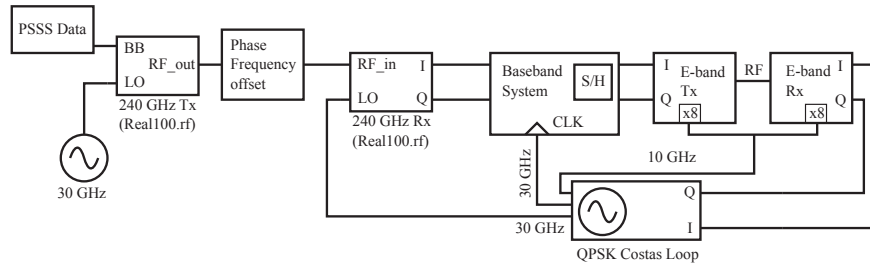 PSSS Data
BB
RF_out
LO
240 GHz Tx
(Real100.rf)
30 GHz
Phase
Frequency
offset
RF_in
I
LO
Q
240 GHz Rx
(Real100.rf)
Baseband
System
S/H
CLK
I
E-band
Tx
Q
x8
RF
E-band
Rx
I
Q
x8
10 GHz
30 GHz
30 GHz
Q
I
QPSK Costas Loop